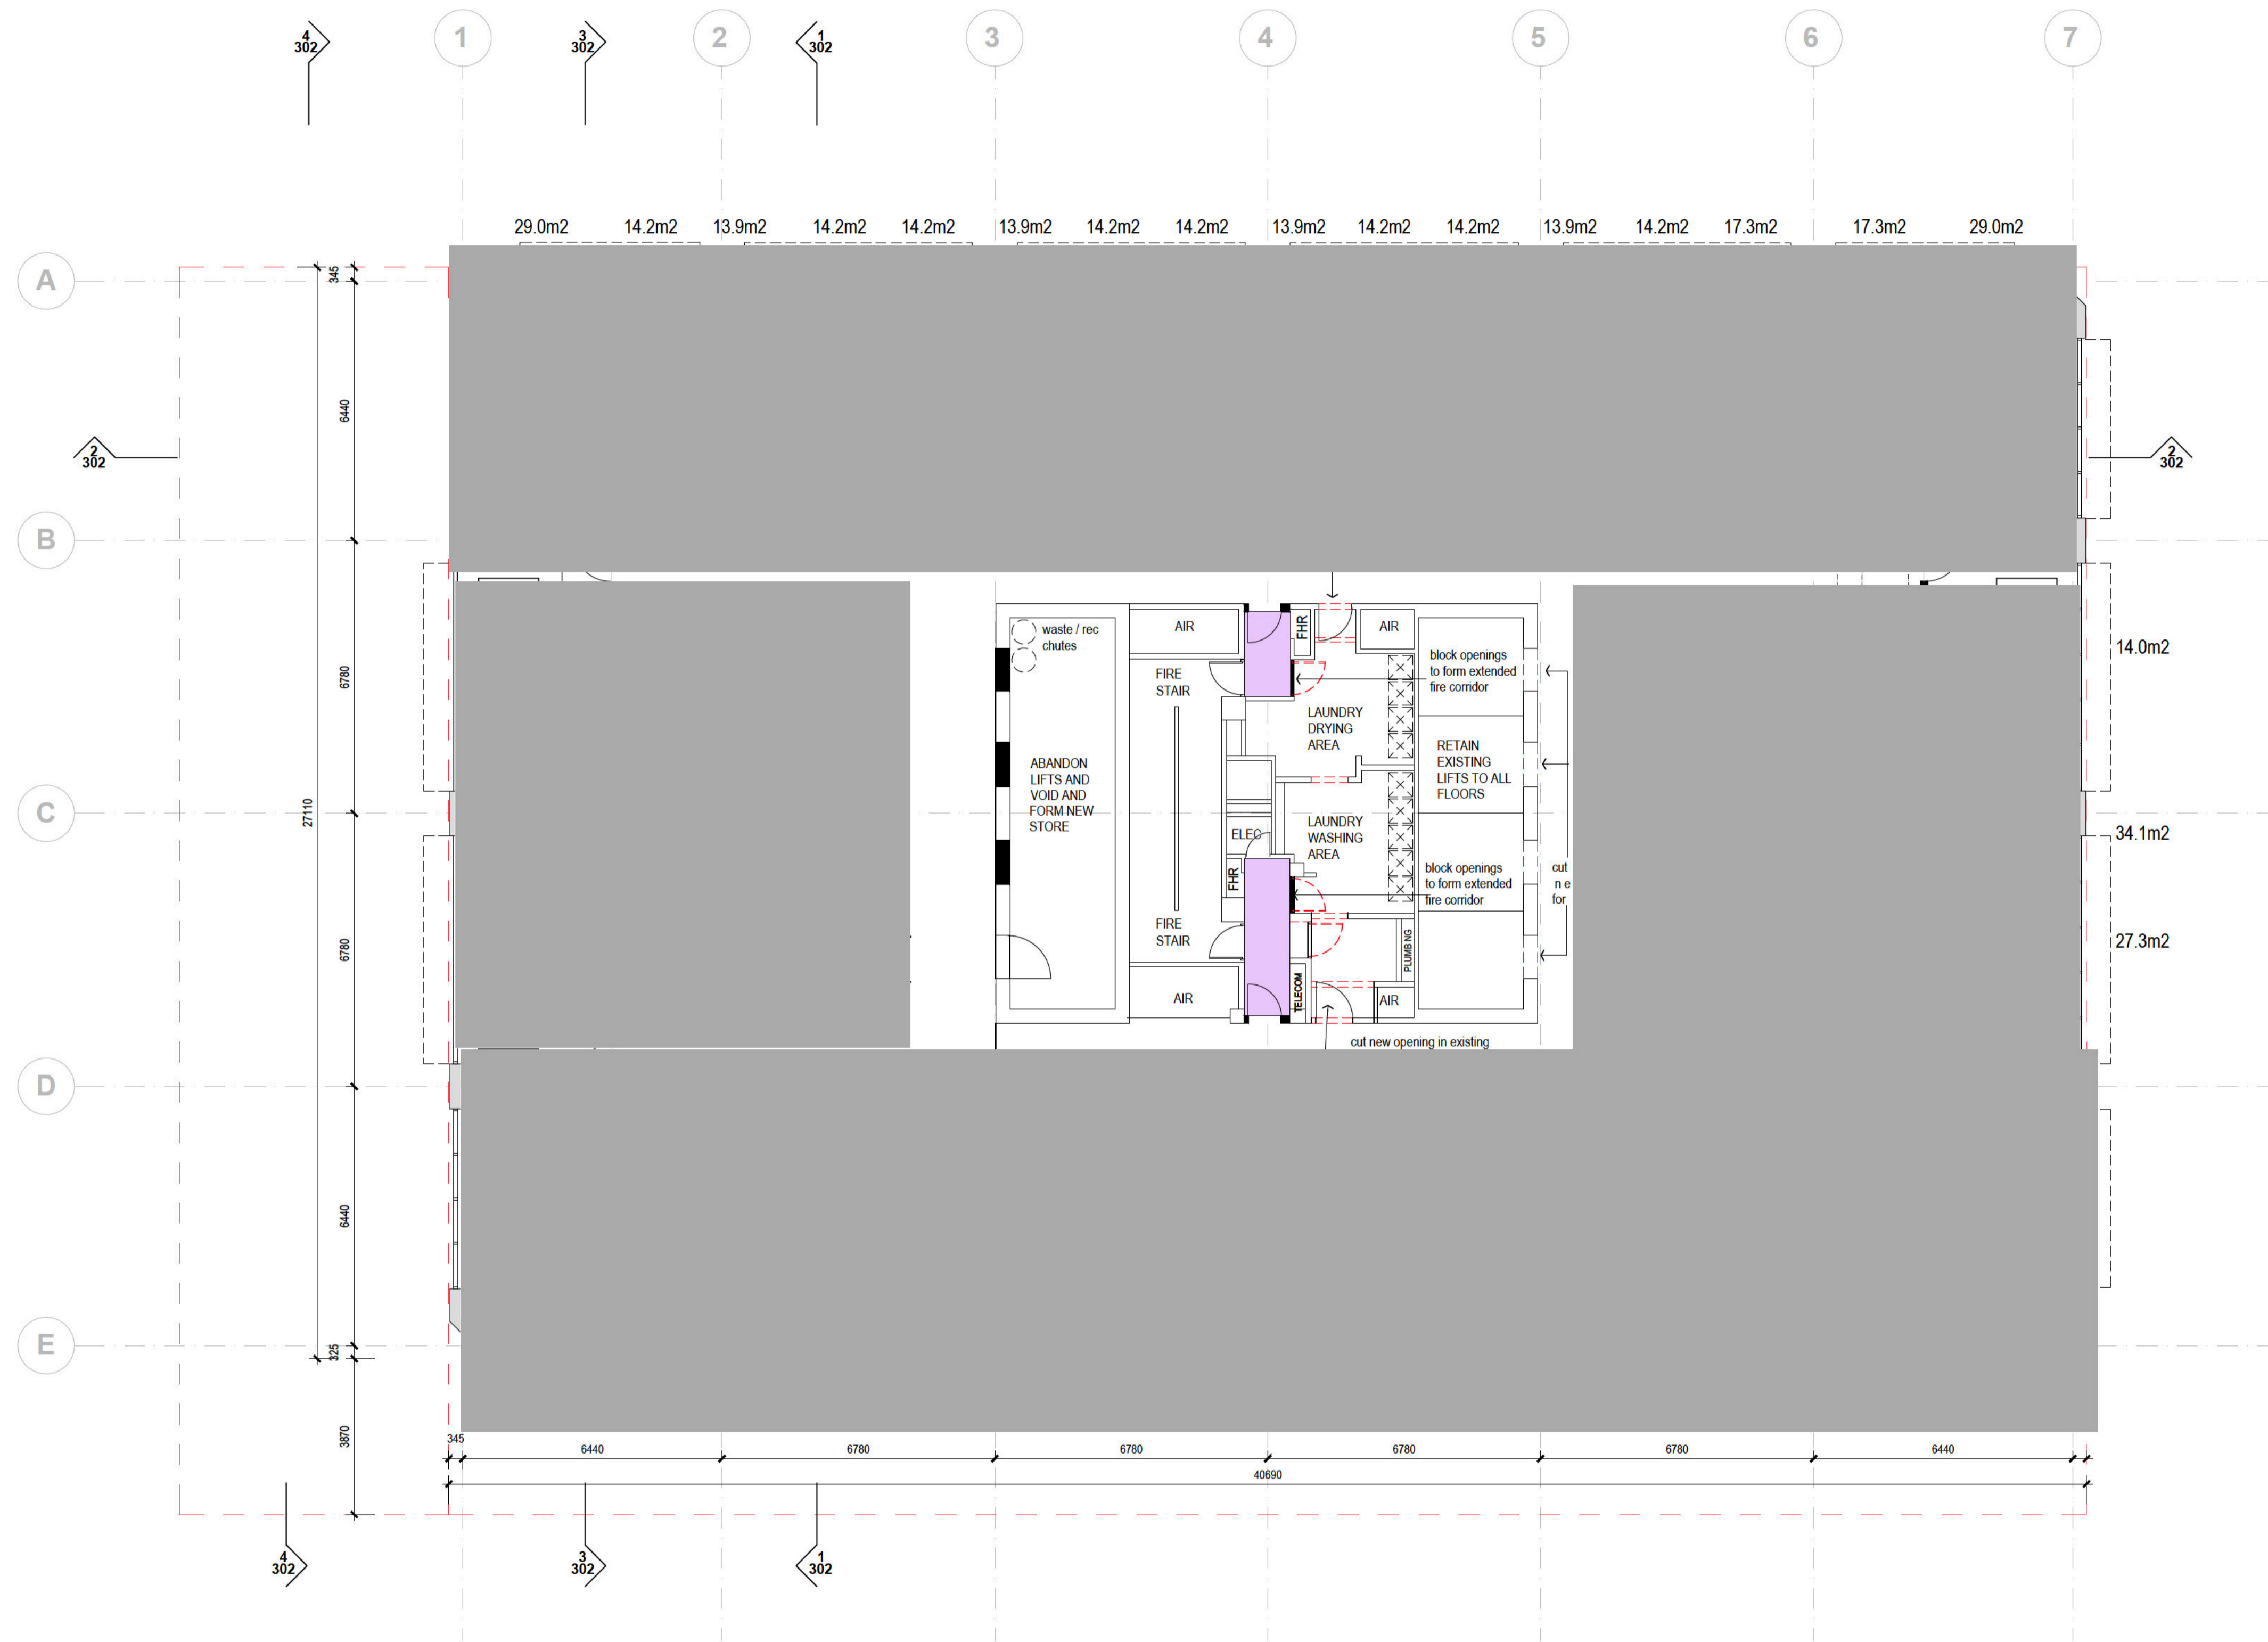 4
302
1
3
302
2
1
302
3
4
5
6
7
29.0m2 14.2m2 13.9m2 14.2m2 14.2m2 13.9m2 14.2m2 14.2m2 13.9m2 14.2m2 14.2m2 13.9m2 14.2m2 17.3m2 17.3m2 29.0m2
A
345
6440
2
302
2
302
B
6780
waste / rec
chutes
AIR
FHR
AIR
14.0m2
FIRE
STAIR
block openings
to form extended
fire corridor
LAUNDRY
DRYING
AREA
RETAIN
EXISTING
LIFTS TO ALL
FLOORS
ABANDON
LIFTS AND
VOID AND
FORM NEW
STORE
27110
C
ELEC
LAUNDRY
WASHING
AREA
34.1m2
FHR
block openings
to form extended
fire corridor
cut
n e
for
6780
FIRE
STAIR
PLUMB NG
27.3m2
AIR
TELECOM
AIR
cut new opening in existing
D
6440
E
325
3870
345
6440 6780 6780 6780 6780 6440
40690
4
302
3
302
1
302